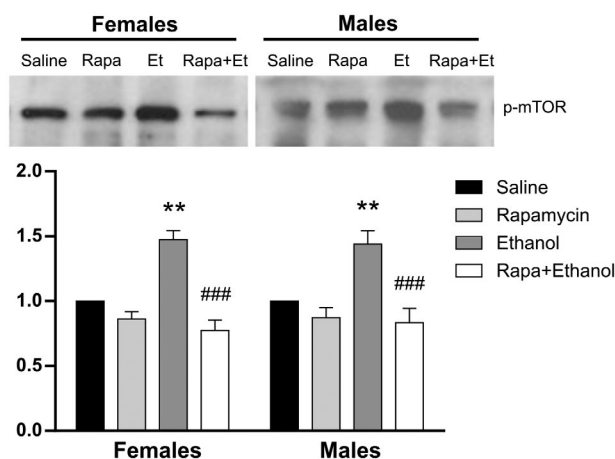 Females Males
Saline Rapa Et Rapa+Et Saline Rapa Et Rapa+Et
p-mTOR
2.0
1.5
1.0
0.5
0.0
** **
### ###
Saline
Rapamycin
Ethanol
Rapa+Ethanol
Females Males